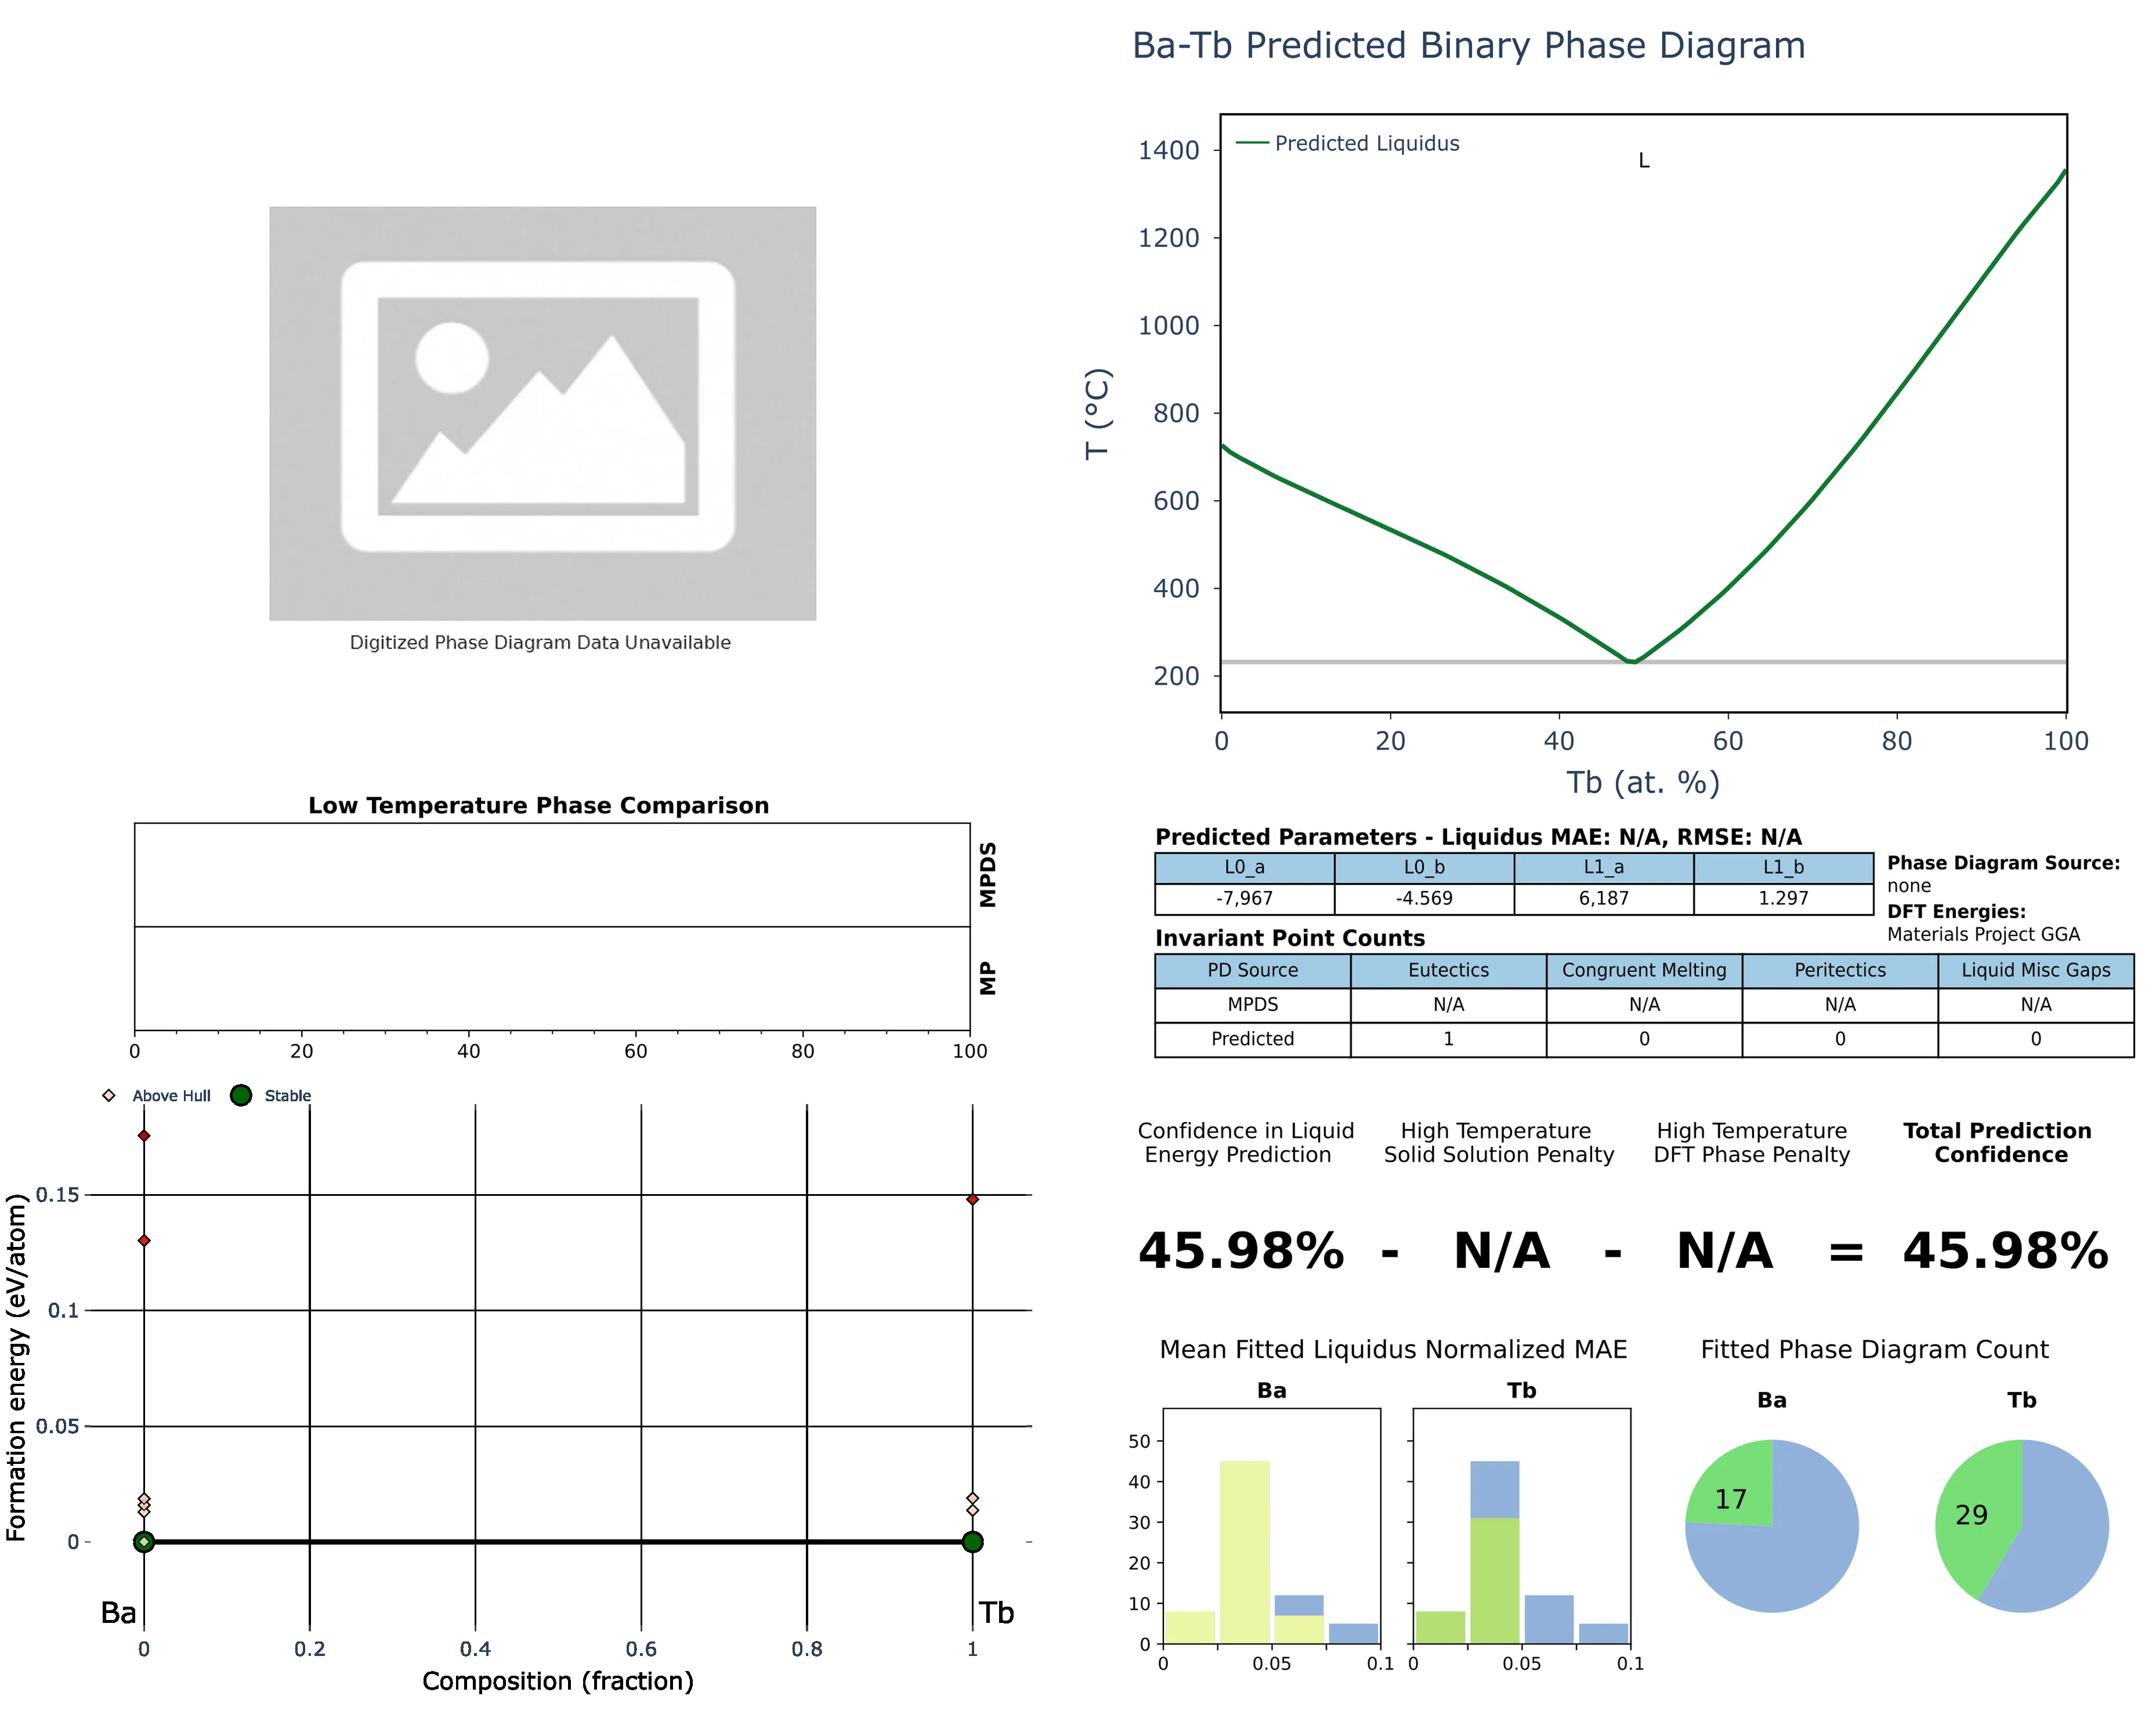 Ba-Tb Predicted Binary Phase Diagram
Predicted Liquidus
L
1400
1200
1000
800
600
400
200
T (°C)
0 20 40 60 80 100
Tb (at. %)
Digitized Phase Diagram Data Unavailable
Low Temperature Phase Comparison
MPDS
MP
0 20 40 60 80 100
Predicted Parameters - Liquidus MAE: N/A, RMSE: N/A
L0_a L0_b L1_a L1_b
-7,967 -4.569 6,187 1.297
Phase Diagram Source:
none
DFT Energies:
Materials Project GGA
Invariant Point Counts
PD Source Eutectics Congruent Melting Peritectics Liquid Misc Gaps
MPDS N/A N/A N/A N/A
Predicted 1 0 0 0
Above Hull Stable
0.15
0.1
0.05
0
Formation energy (eV/atom)
Ba Tb
0 0.2 0.4 0.6 0.8 1
Composition (fraction)
Confidence in Liquid
Energy Prediction
High Temperature
Solid Solution Penalty
High Temperature
DFT Phase Penalty
Total Prediction
Confidence
45.98% - N/A - N/A = 45.98%
Mean Fitted Liquidus Normalized MAE
Ba Tb
50
40
30
20
10
0
0 0.05 0.1 0 0.05 0.1
Fitted Phase Diagram Count
Ba Tb
17 29